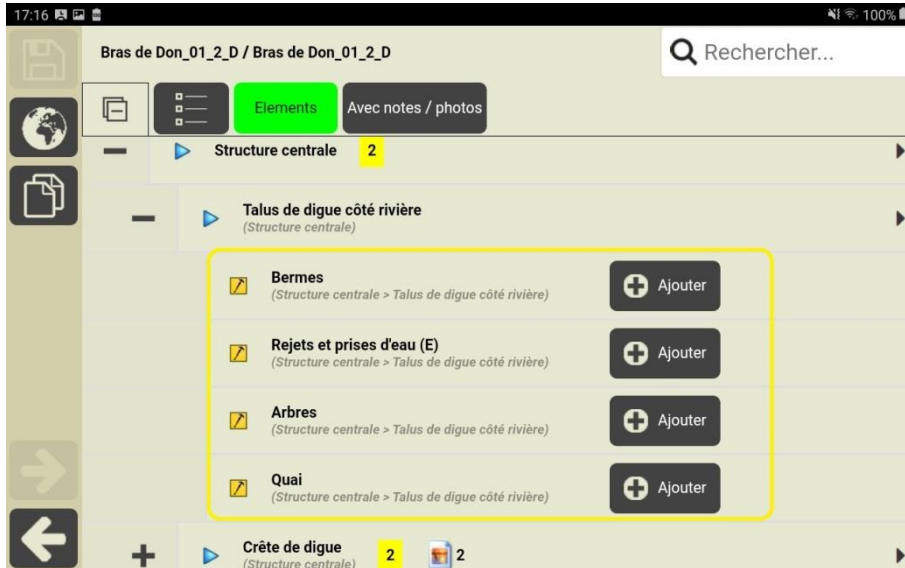 17:16
100%
Bras de Don_01_2_D / Bras de Don_01_2_D
Rechercher...
Elements
Avec notes / photos
Structure centrale 2
Talus de digue côté rivière
(Structure centrale)
Bermes
(Structure centrale > Talus de digue côté rivière)
Ajouter
Rejets et prises d'eau (E)
(Structure centrale > Talus de digue côté rivière)
Ajouter
Arbres
(Structure centrale > Talus de digue côté rivière)
Ajouter
Quai
(Structure centrale > Talus de digue côté rivière)
Ajouter
Crête de digue 2 2
(Structure centrale)